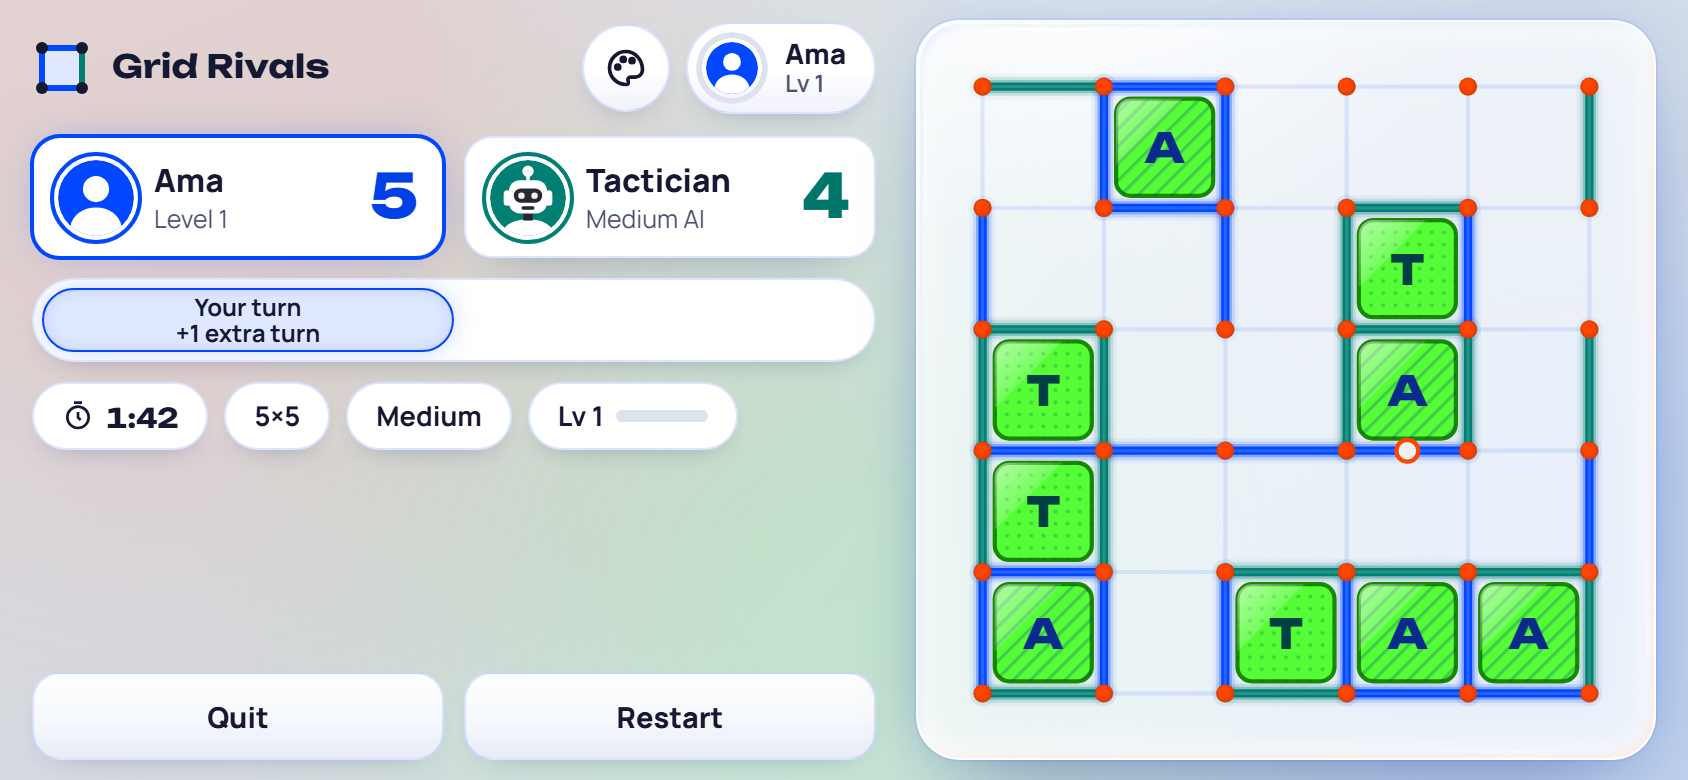 Grid Rivals
Ama
Lv 1
Ama
Level 1
5
Tactician
Medium AI
4
Your turn
+1 extra turn
1:42
5×5
Medium
Lv 1
Quit
Restart
A
T
T
A
T
A
T
A
A